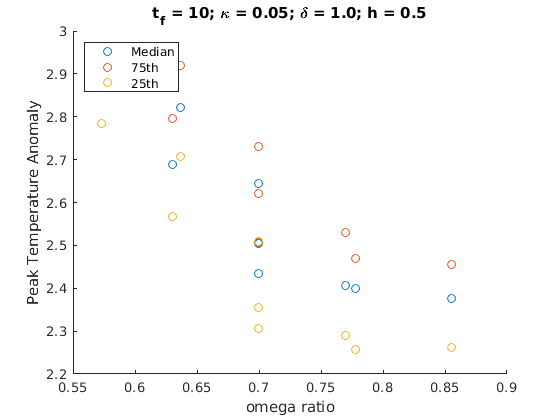 t_f = 10; κ = 0.05; δ = 1.0; h = 0.5
Peak Temperature Anomaly
3
2.9
2.8
2.7
2.6
2.5
2.4
2.3
2.2
Median
75th
25th
0.55 0.6 0.65 0.7 0.75 0.8 0.85 0.9
omega ratio